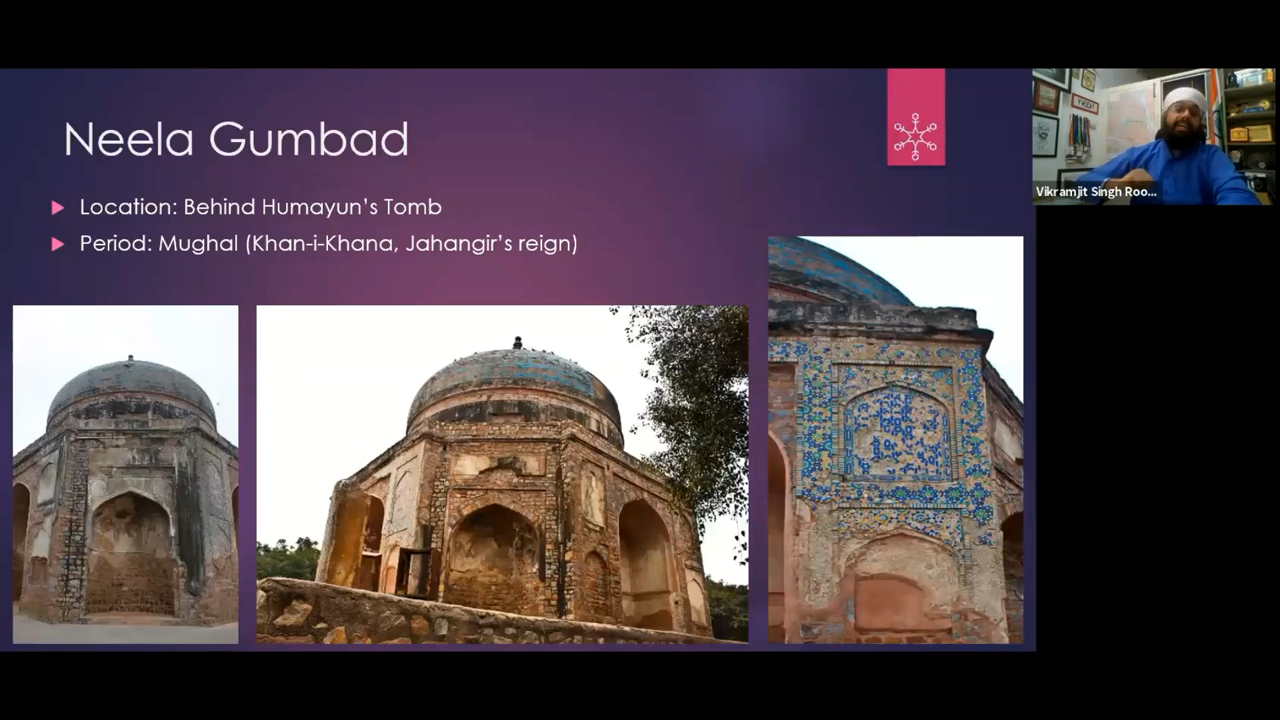 Neela Gumbad
Location: Behind Humayun's Tomb
Period: Mughal (Khan-i-Khana, Jahangir's reign)
Vikramjit Singh Roo...